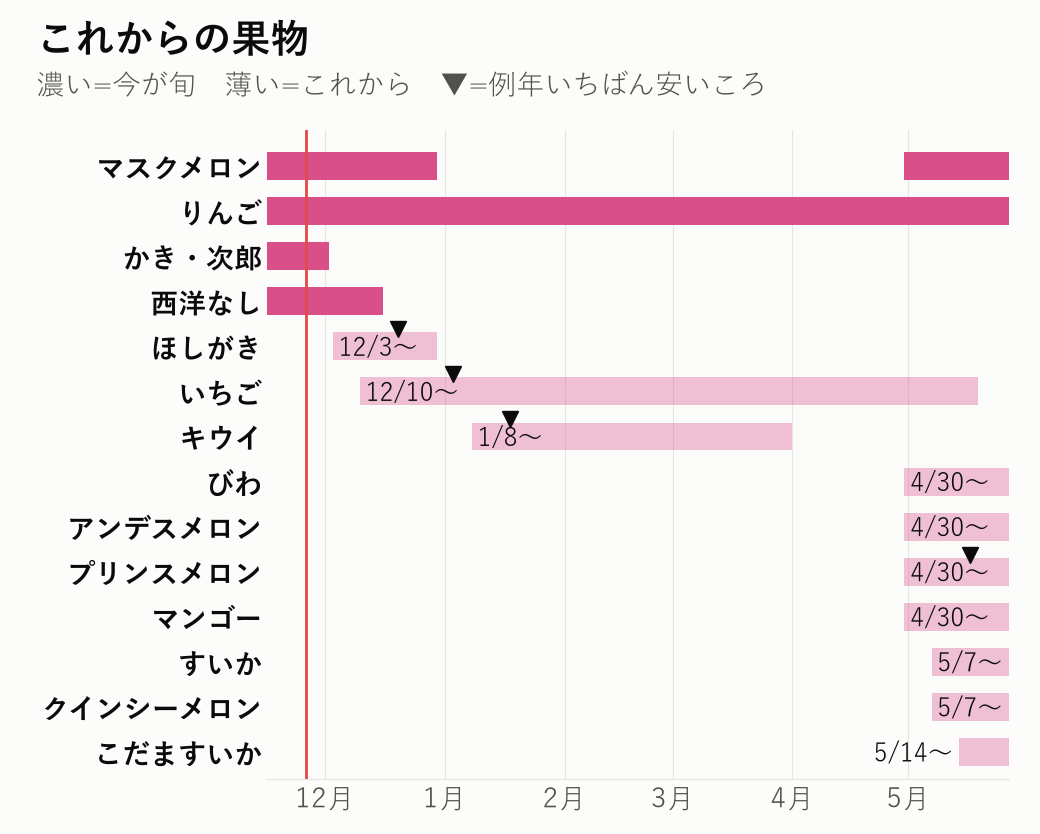 これからの果物
濃い=今が旬　薄い=これから　▼=例年いちばん安いころ
マスクメロン
りんご
かき・次郎
西洋なし
ほしがき 12/3〜
いちご 12/10〜
キウイ 1/8〜
びわ 4/30〜
アンデスメロン 4/30〜
プリンスメロン 4/30〜
マンゴー 4/30〜
すいか 5/7〜
クインシーメロン 5/7〜
こだますいか 5/14〜
12月 1月 2月 3月 4月 5月